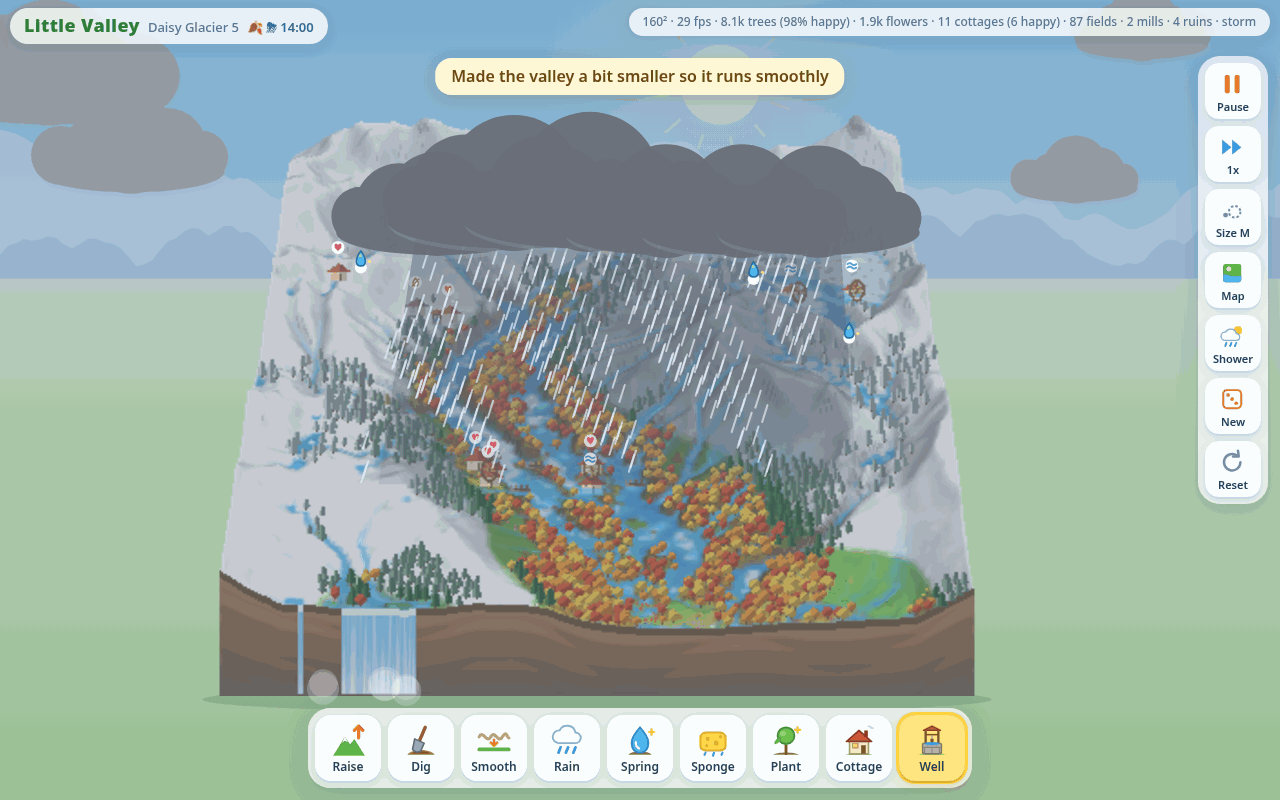 Little Valley Daisy Glacier 5 14:00
160² · 29 fps · 8.1k trees (98% happy) · 1.9k flowers · 11 cottages (6 happy) · 87 fields · 2 mills · 4 ruins · storm
Made the valley a bit smaller so it runs smoothly
Pause
1x
Size M
Map
Shower
New
Reset
Raise
Dig
Smooth
Rain
Spring
Sponge
Plant
Cottage
Well